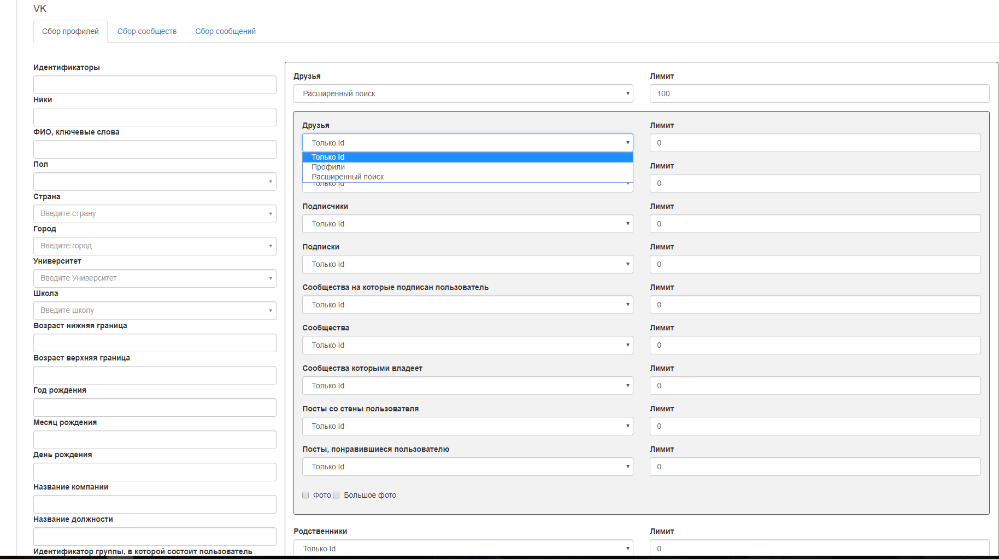 VK
Сбор профилей Сбор сообществ Сбор сообщений
Идентификаторы
Ники
ФИО, ключевые слова
Пол
Страна
Введите страну
Город
Введите город
Университет
Введите Университет
Школа
Введите школу
Возраст нижняя граница
Возраст верхняя граница
Год рождения
Месяц рождения
День рождения
Название компании
Название должности
Идентификатор группы, в которой состоит пользователь
Друзья Лимит
Расширенный поиск 100
Друзья Лимит
Только Id 0
Только Id
Профили Лимит
Расширенный поиск
Только Id 0
Подписчики Лимит
Только Id 0
Подписки Лимит
Только Id 0
Сообщества на которые подписан пользователь Лимит
Только Id 0
Сообщества Лимит
Только Id 0
Сообщества которыми владеет Лимит
Только Id 0
Посты со стены пользователя Лимит
Только Id 0
Посты, понравившиеся пользователю Лимит
Только Id 0
Фото Большое фото
Родственники Лимит
Только Id 0